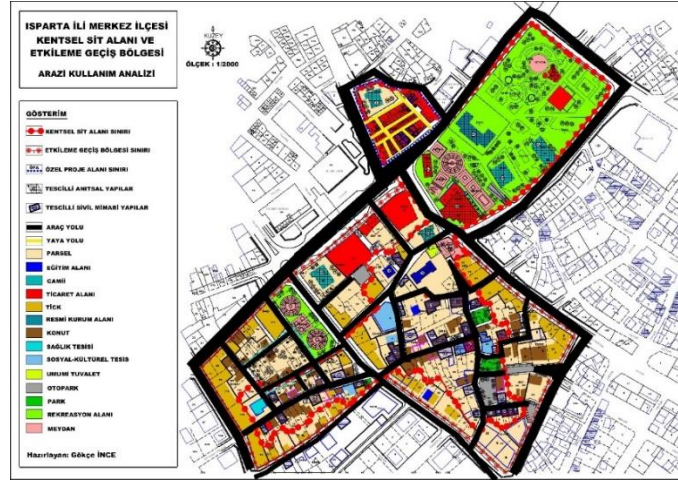 ISPARTA İLİ MERKEZ İLÇESİ
KENTSEL SİT ALANI VE
ETKİLEME GEÇİŞ BÖLGESİ
ARAZİ KULLANIM ANALİZİ
KUZEY
ÖLÇEK : 1/2000
GÖSTERİM
KENTSEL SİT ALANI SINIRI
ETKİLEME GEÇİŞ BÖLGESİ SINIRI
ÖPA
ÖZEL PROJE ALANI SINIRI
TESCİLLİ ANITSAL YAPILAR
TESCİLLİ SİVİL MİMARİ YAPILAR
ARAÇ YOLU
YAYA YOLU
PARSEL
EĞİTİM ALANI
CAMİİ
TİCARET ALANI
TİCK
RESMİ KURUM ALANI
KONUT
SAĞLIK TESİSİ
SOSYAL-KÜLTÜREL TESİS
UMUMİ TUVALET
OTOPARK
PARK
REKREASYON ALANI
MEYDAN
Hazırlayan: Gökçe İNCE